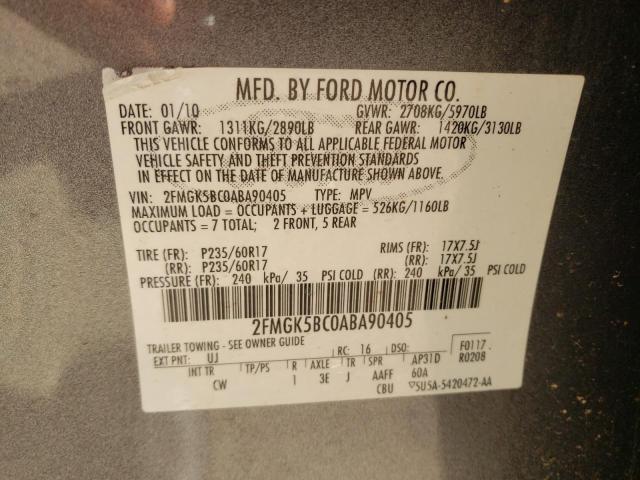 MFD. BY FORD MOTOR CO.
DATE: 01/10 GVWR: 2708KG/5970LB
FRONT GAWR: 1311KG/2890LB REAR GAWR: 1420KG/3130LB
THIS VEHICLE CONFORMS TO ALL APPLICABLE FEDERAL MOTOR
VEHICLE SAFETY AND THEFT PREVENTION STANDARDS
IN EFFECT ON THE DATE OF MANUFACTURE SHOWN ABOVE.
VIN: 2FMGK5BC0ABA90405 TYPE: MPV
MAXIMUM LOAD = OCCUPANTS + LUGGAGE = 526KG/1160LB
OCCUPANTS = 7 TOTAL; 2 FRONT, 5 REAR
TIRE (FR): P235/60R17 RIMS (FR): 17X7.5J
(RR): P235/60R17 (RR): 17X7.5J
PRESSURE (FR): 240 kPa/ 35 PSI COLD (RR): 240 kPa/ 35 PSI COLD
2FMGK5BC0ABA90405
TRAILER TOWING - SEE OWNER GUIDE
EXT PNT: UJ RC: 16 DSO: F0117
INT TR TP/PS R AXLE TR SPR AP31D R0208
CW 1 3E J AAFF 60A
CBU 5U5A-5420472-AA